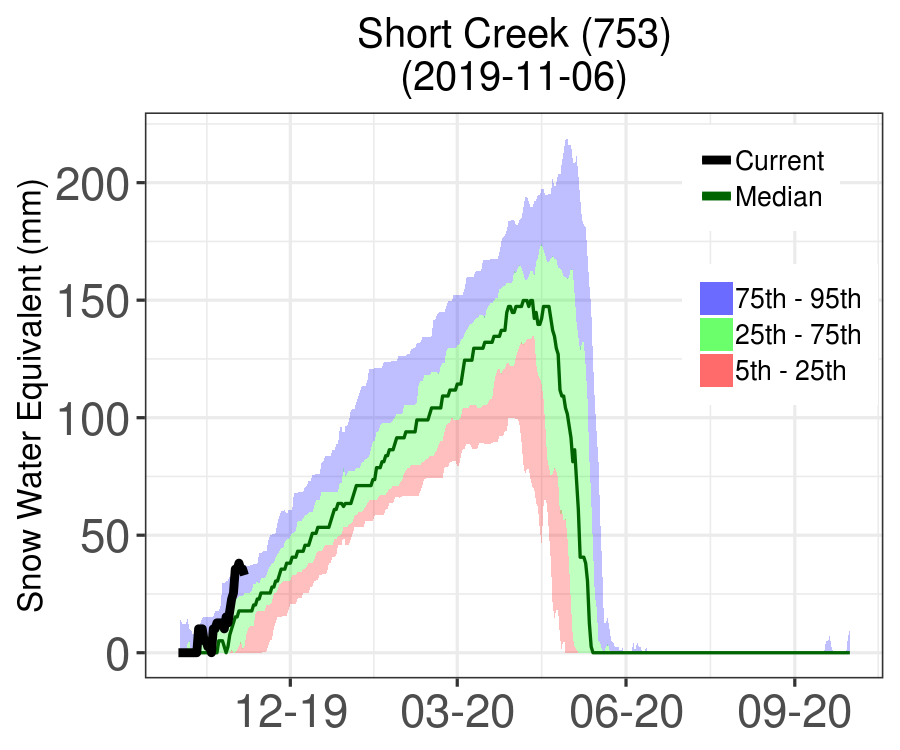 Short Creek (753)
(2019-11-06)
Snow Water Equivalent (mm)
200
150
100
50
0
12-19
03-20
06-20
09-20
Current
Median
75th - 95th
25th - 75th
5th - 25th